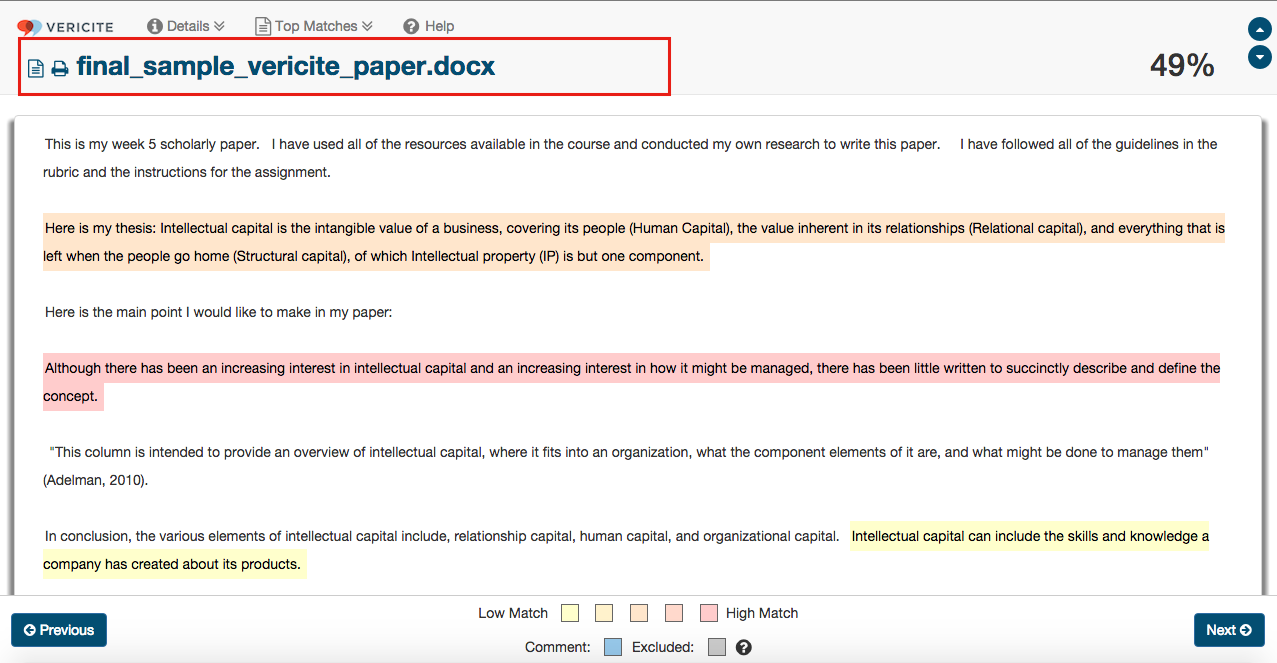 VERICITE Details Top Matches Help
final_sample_vericite_paper.docx 49%
This is my week 5 scholarly paper. I have used all of the resources available in the course and conducted my own research to write this paper. I have followed all of the guidelines in the
rubric and the instructions for the assignment.
Here is my thesis: Intellectual capital is the intangible value of a business, covering its people (Human Capital), the value inherent in its relationships (Relational capital), and everything that is
left when the people go home (Structural capital), of which Intellectual property (IP) is but one component.
Here is the main point I would like to make in my paper:
Although there has been an increasing interest in intellectual capital and an increasing interest in how it might be managed, there has been little written to succinctly describe and define the
concept.
"This column is intended to provide an overview of intellectual capital, where it fits into an organization, what the component elements of it are, and what might be done to manage them"
(Adelman, 2010).
In conclusion, the various elements of intellectual capital include, relationship capital, human capital, and organizational capital. Intellectual capital can include the skills and knowledge a
company has created about its products.
Low Match High Match
Previous Next
Comment: Excluded: ?